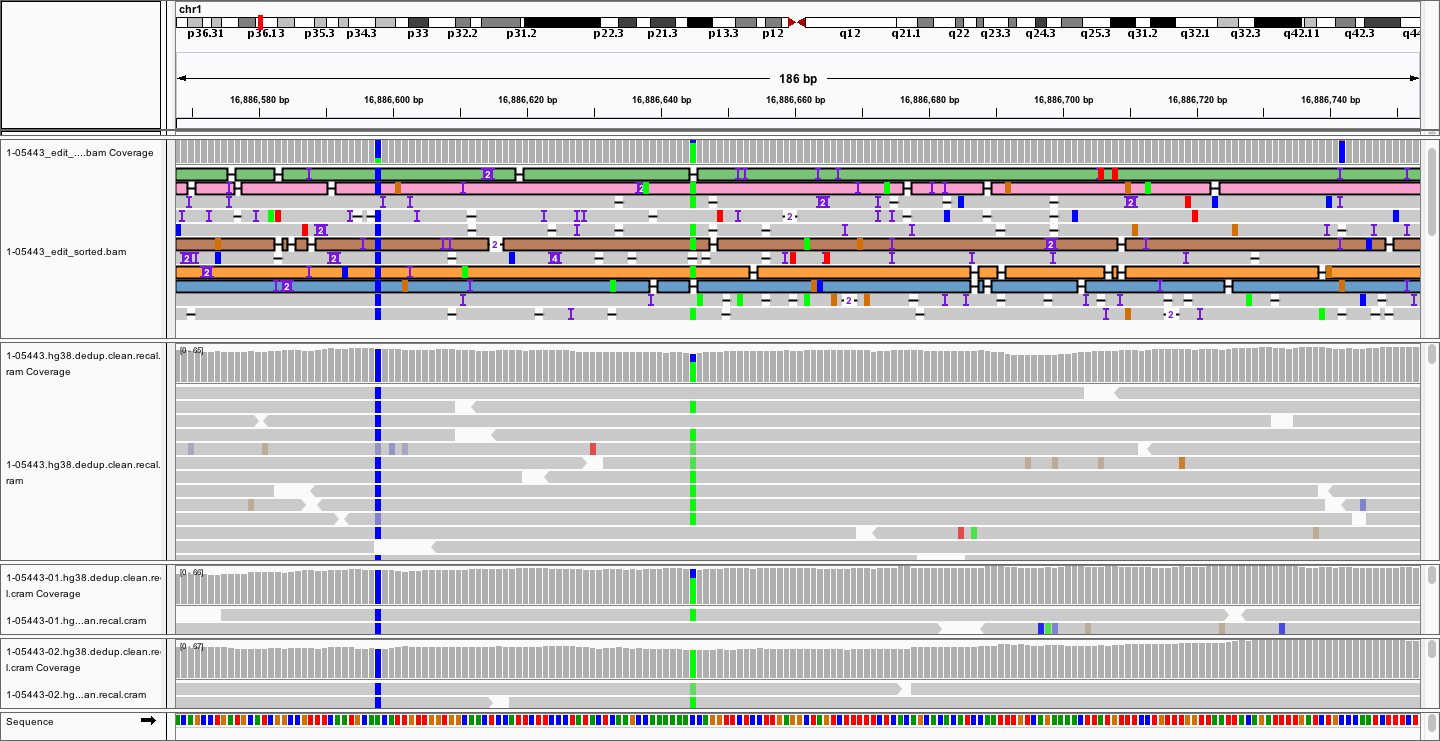 chr1
p36.31 p36.13 p35.3 p34.3 p33 p32.2 p31.2 p22.3 p21.3 p13.3 p12 q12 q21.1 q22 q23.3 q24.3 q25.3 q31.2 q32.1 q32.3 q42.11 q42.3 q44
186 bp
16,886,580 bp 16,886,600 bp 16,886,620 bp 16,886,640 bp 16,886,660 bp 16,886,680 bp 16,886,700 bp 16,886,720 bp 16,886,740 bp
1-05443_edit_....bam Coverage
2
2
2 2
2
2
2 2
2 2 4
2
2
2
2
1-05443_edit_sorted.bam
1-05443.hg38.dedup.clean.recal.
ram Coverage
[0 - 65]
1-05443.hg38.dedup.clean.recal.
ram
1-05443-01.hg38.dedup.clean.re
l.cram Coverage
[0 - 66]
1-05443-01.hg...an.recal.cram
1-05443-02.hg38.dedup.clean.re
l.cram Coverage
[0 - 67]
1-05443-02.hg...an.recal.cram
Sequence